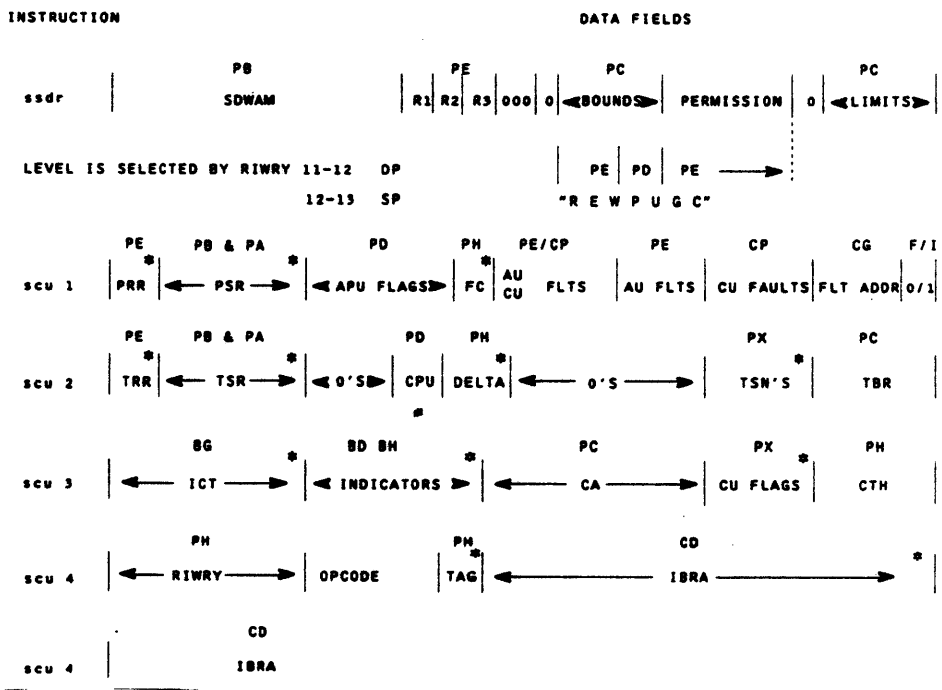 INSTRUCTION DATA FIELDS
PB PE PC PC
ssdr SDWAM R1 R2 R3 000 0 BOUNDS PERMISSION 0 LIMITS
LEVEL IS SELECTED BY RIWRY 11-12 DP PE PD PE
12-13 SP "R E W P U G C"
PE PB & PA PD PH PE/CP PE CP CG F/I
scu 1 PRR * PSR * APU FLAGS FC * AU CU FLTS AU FLTS CU FAULTS FLT ADDR 0/1
PE PB & PA PD PH PX PC
scu 2 TRR * TSR * O'S CPU * DELTA * O'S TSN'S * TBR
BG BD BH PC PX PH
scu 3 ICT * INDICATORS * CA CU FLAGS * CTH
PH PH CD
scu 4 RIWRY OPCODE TAG * IBRA *
CD
scu 4 IBRA